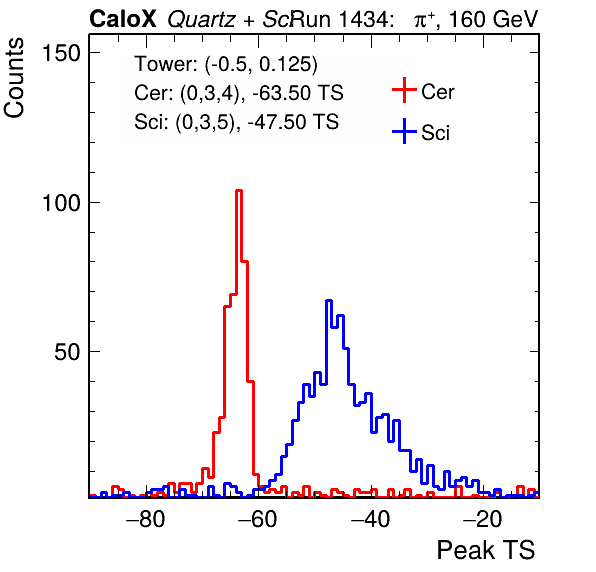 CaloX Quartz + ScRun 1434: π⁺, 160 GeV
Counts
150
Tower: (-0.5, 0.125)
Cer: (0,3,4), -63.50 TS
Sci: (0,3,5), -47.50 TS
Cer
Sci
100
50
−80 −60 −40 −20
Peak TS